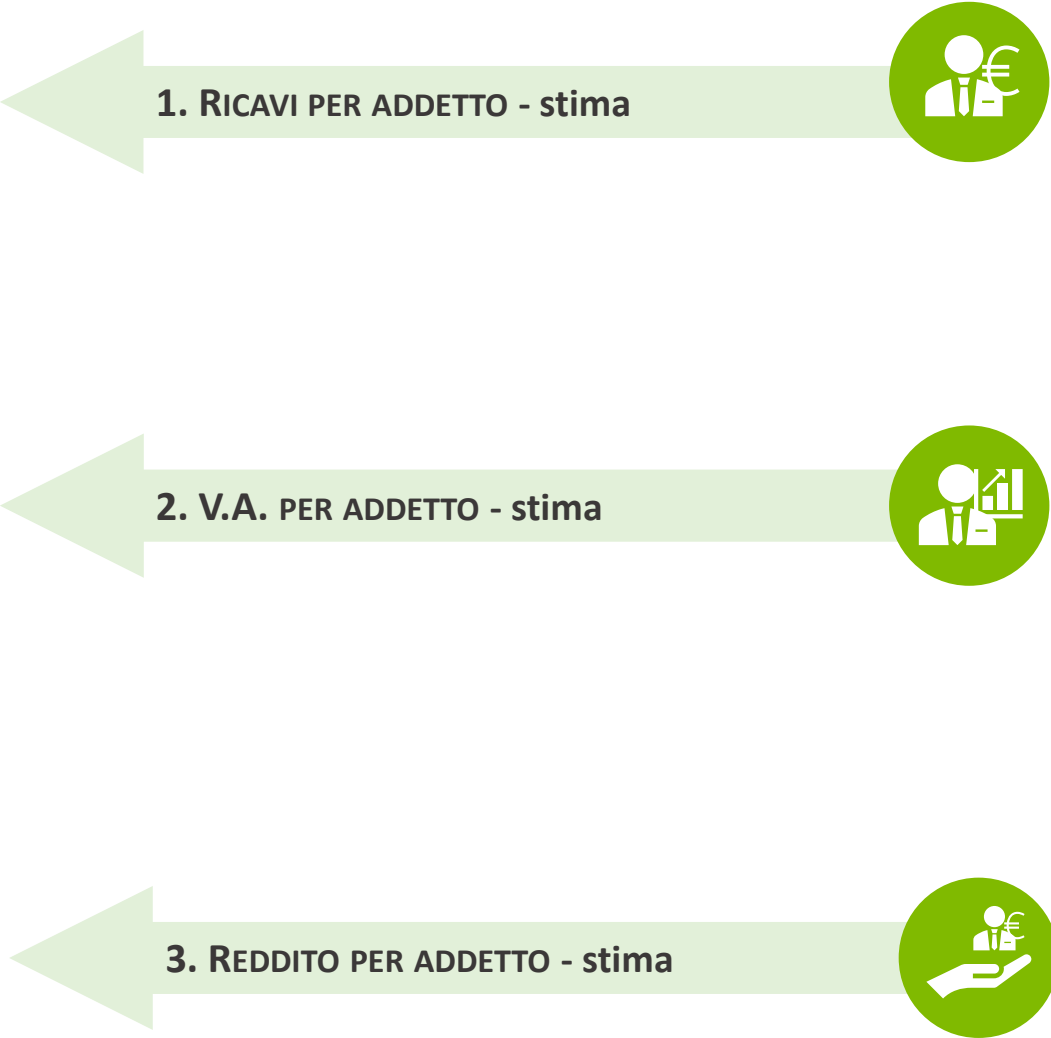 1. RICAVI PER ADDETTO - stima
€
2. V.A. PER ADDETTO - stima
3. REDDITO PER ADDETTO - stima
€